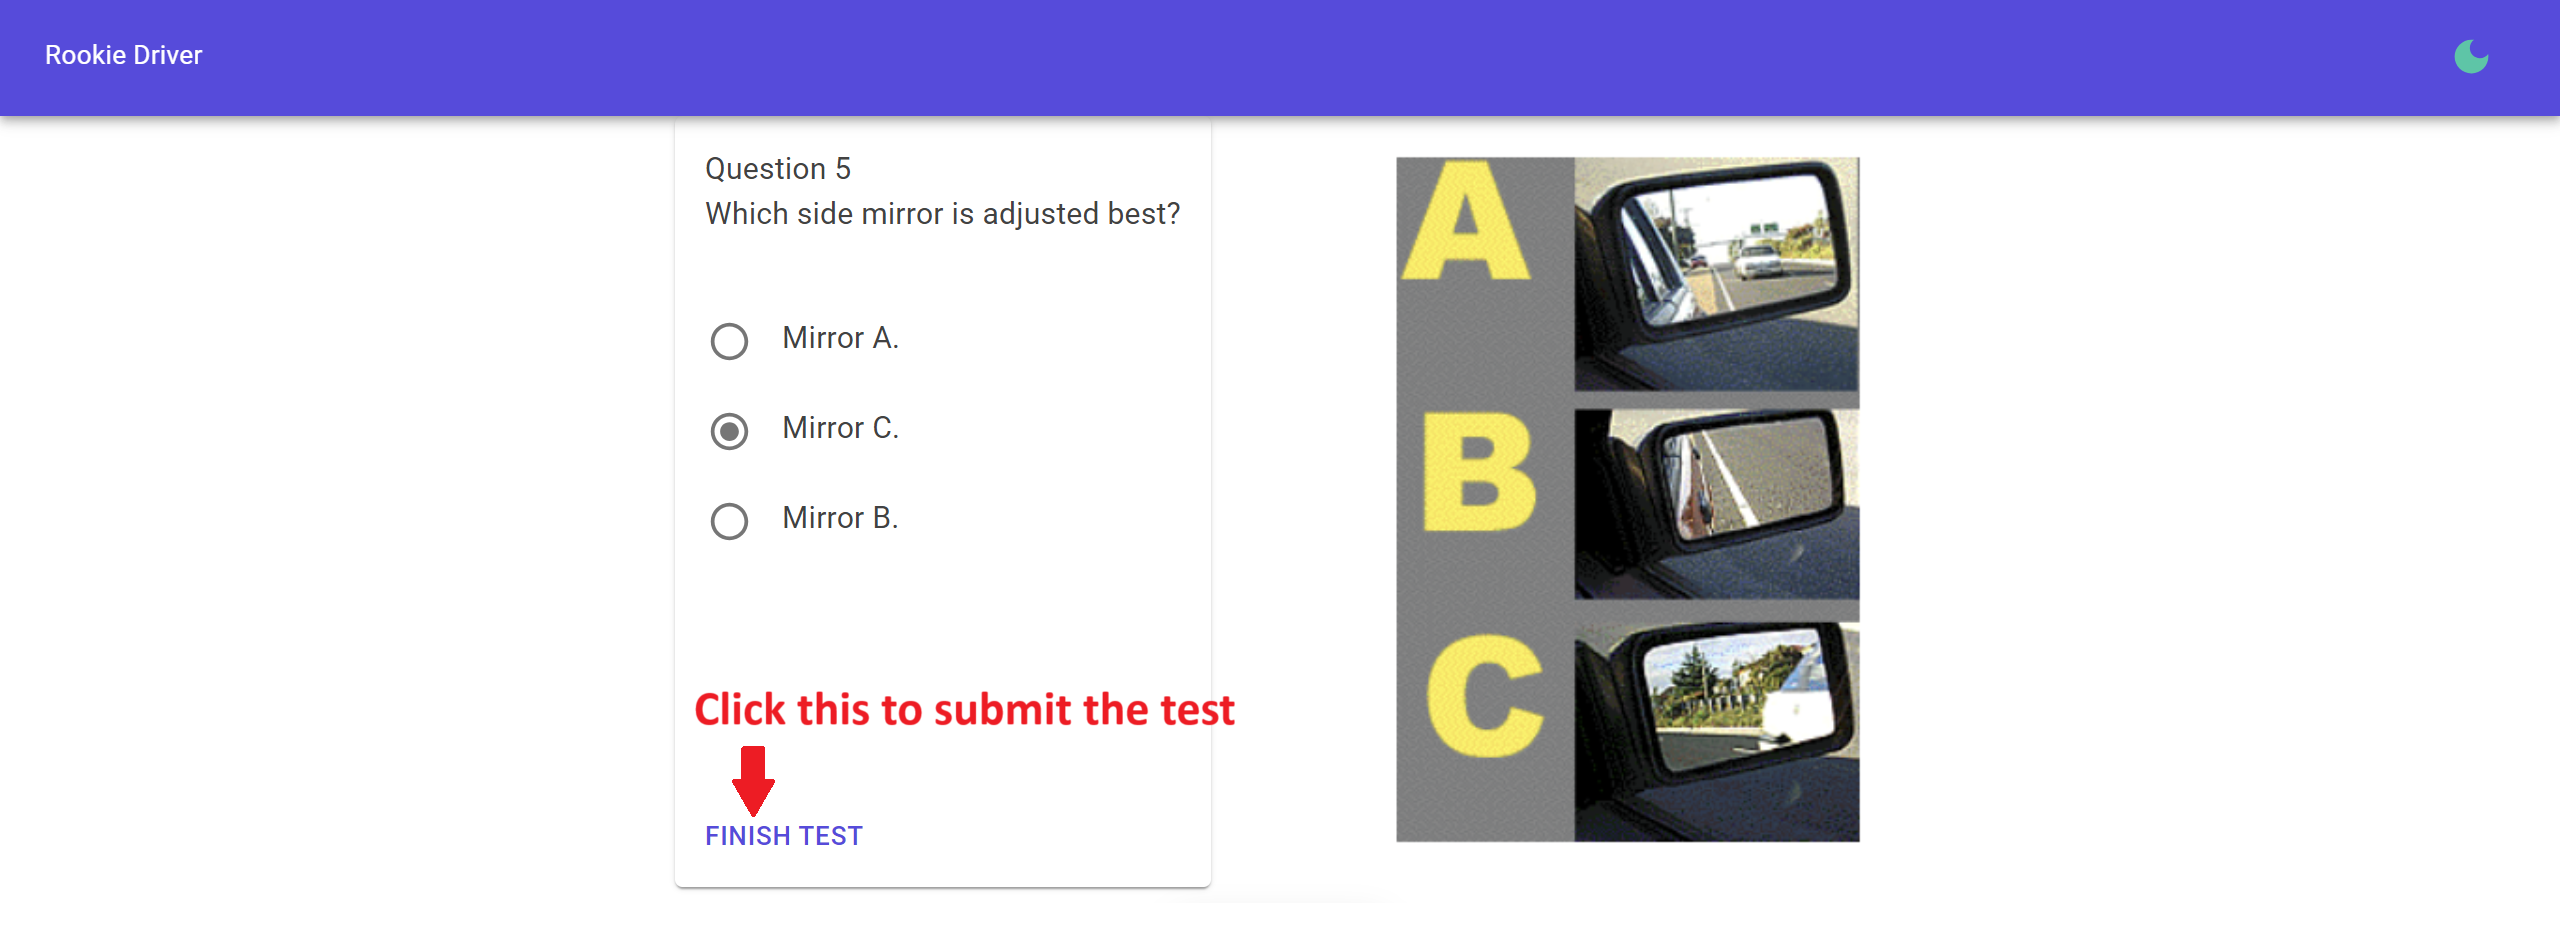 Rookie Driver
Question 5
Which side mirror is adjusted best?
Mirror A.
Mirror C.
Mirror B.
Click this to submit the test
FINISH TEST
A
B
C